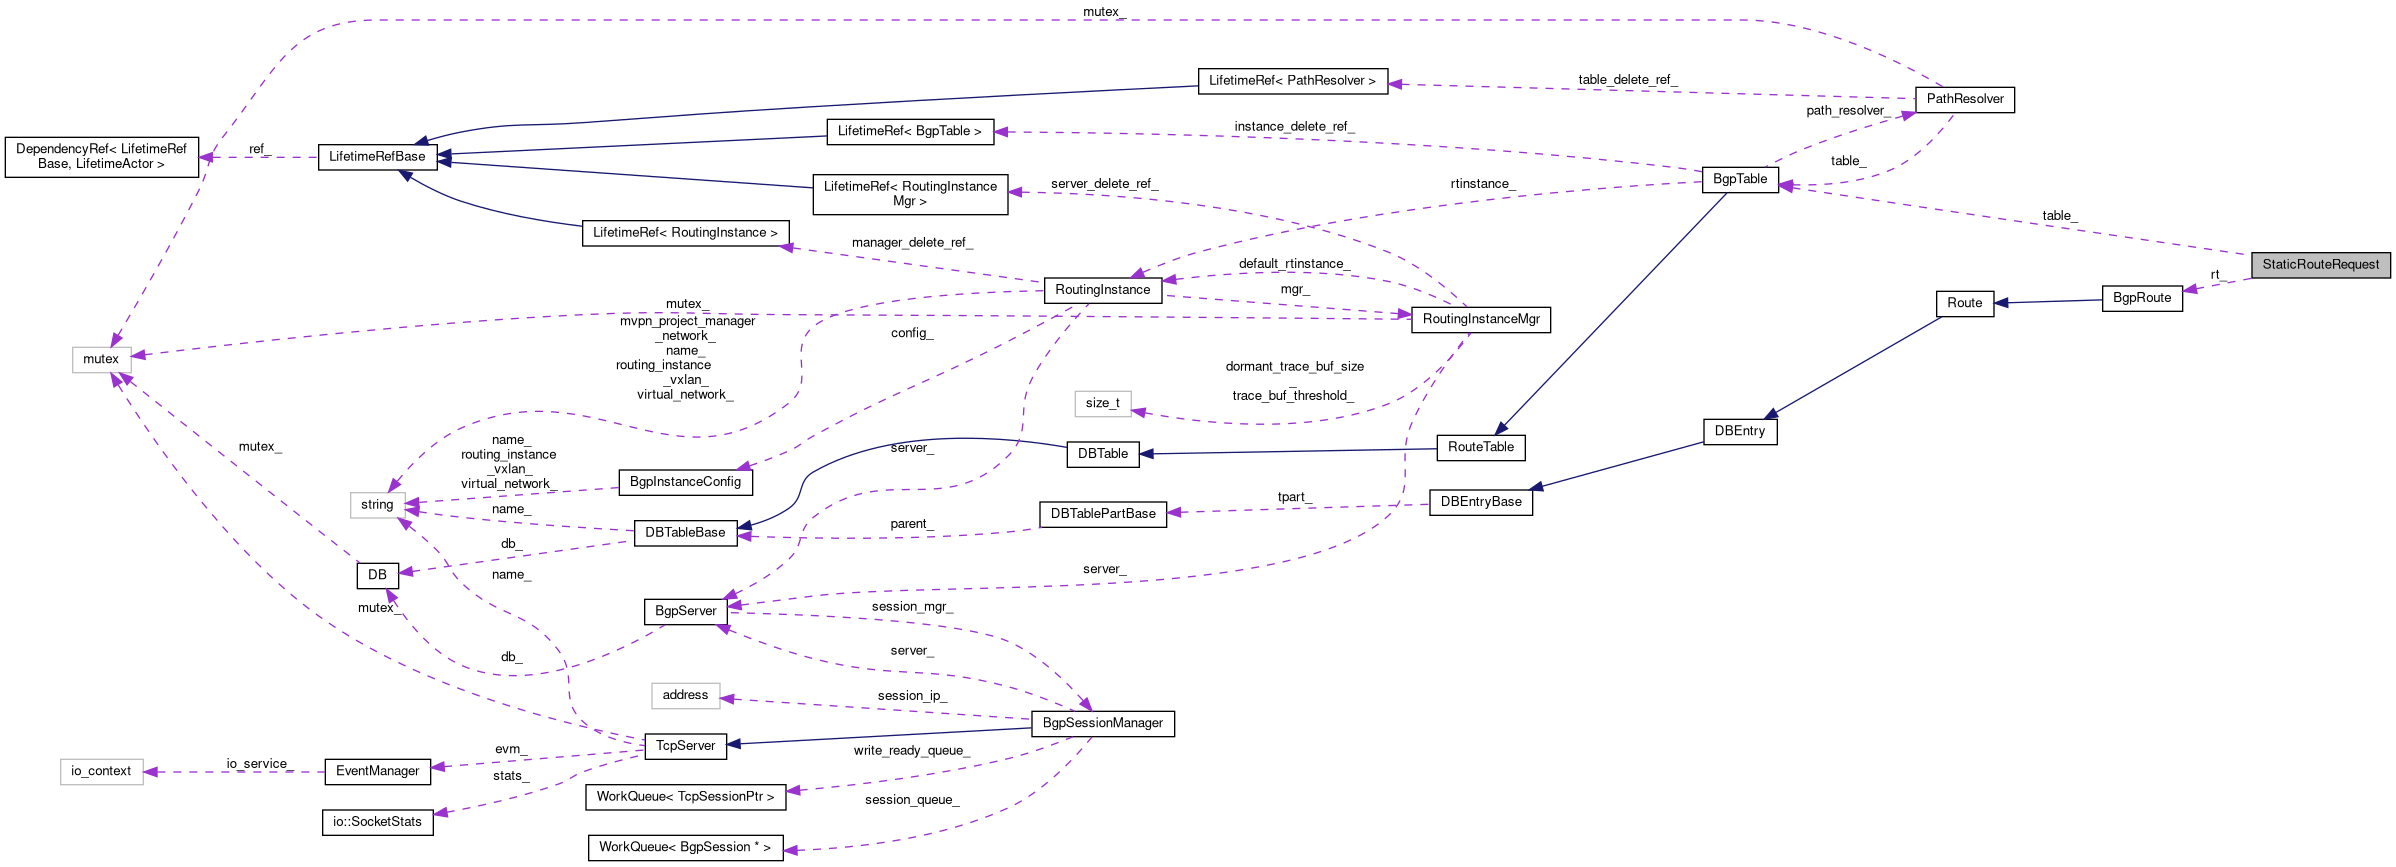 mutex_
LifetimeRef< PathResolver >
table_delete_ref_
PathResolver
path_resolver_
LifetimeRef< BgpTable >
instance_delete_ref_
DependencyRef< LifetimeRef
Base, LifetimeActor >
ref_
LifetimeRefBase
table_
BgpTable
LifetimeRef< RoutingInstance
Mgr >
server_delete_ref_
rtinstance_
table_
LifetimeRef< RoutingInstance >
manager_delete_ref_
default_rtinstance_
StaticRouteRequest
rt_
RoutingInstance
mgr_
BgpRoute
Route
mutex_
RoutingInstanceMgr
mvpn_project_manager
_network_
name_
routing_instance
_vxlan_
virtual_network_
config_
mutex
dormant_trace_buf_size
_
trace_buf_threshold_
size_t
DBEntry
mutex_
name_
routing_instance
_vxlan_
virtual_network_
server_
DBTable
RouteTable
BgpInstanceConfig
string
name_
DBTableBase
parent_
DBTablePartBase
tpart_
DBEntryBase
db_
DB
name_
server_
mutex_
BgpServer
session_mgr_
db_
server_
address
session_ip_
BgpSessionManager
TcpServer
evm_
write_ready_queue_
io_context
io_service_
EventManager
stats_
WorkQueue< TcpSessionPtr >
session_queue_
io::SocketStats
WorkQueue< BgpSession * >